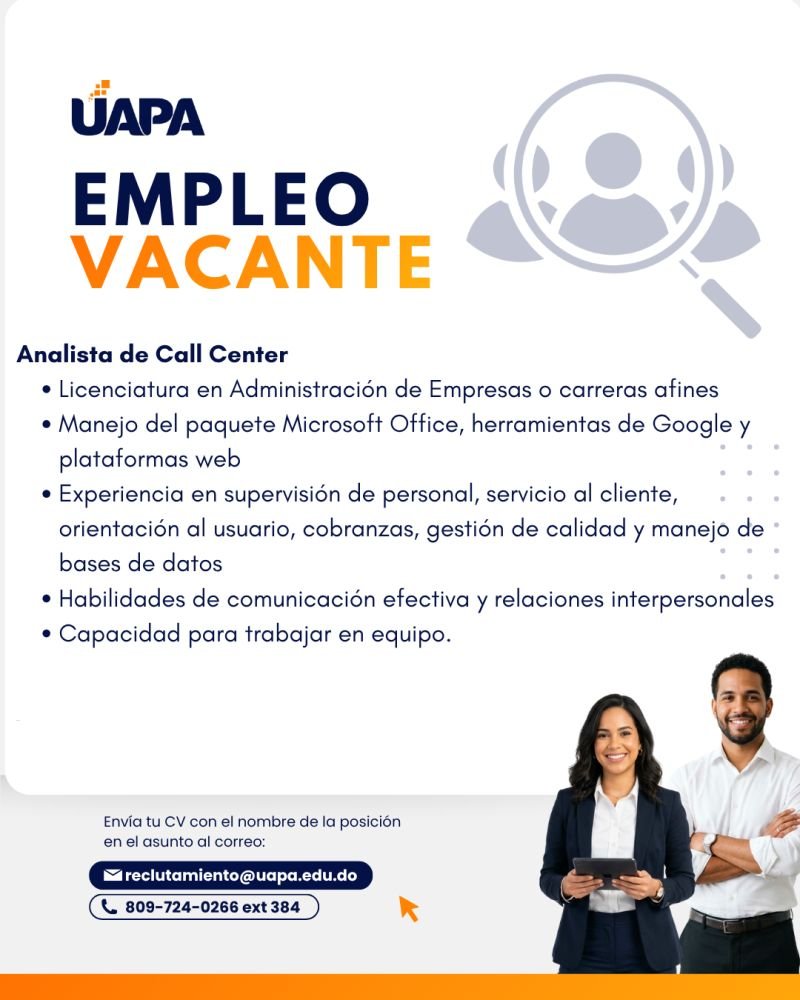 UAPA
EMPLEO
VACANTE
Analista de Call Center
• Licenciatura en Administración de Empresas o carreras afines
• Manejo del paquete Microsoft Office, herramientas de Google y
plataformas web
• Experiencia en supervisión de personal, servicio al cliente,
orientación al usuario, cobranzas, gestión de calidad y manejo de
bases de datos
• Habilidades de comunicación efectiva y relaciones interpersonales
• Capacidad para trabajar en equipo.
Envía tu CV con el nombre de la posición
en el asunto al correo:
reclutamiento@uapa.edu.do
809-724-0266 ext 384